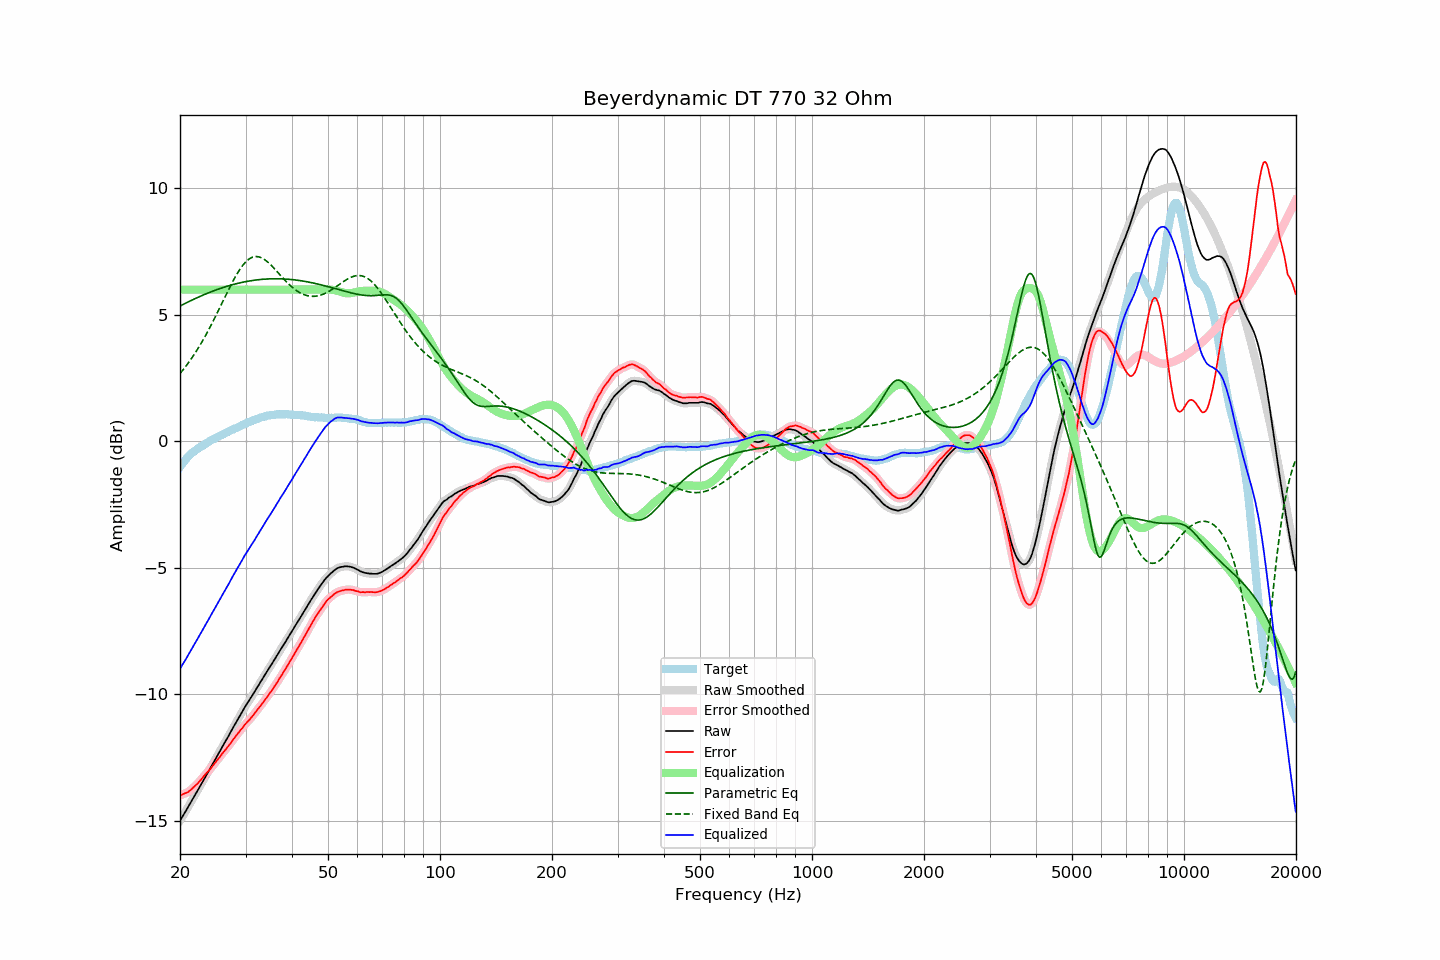 Beyerdynamic DT 770 32 Ohm
Amplitude (dBr)
10
5
0
−5
−10
−15
Target
Raw Smoothed
Error Smoothed
Raw
Error
Equalization
Parametric Eq
Fixed Band Eq
Equalized
20
50
100
200
500
1000
2000
5000
10000
20000
Frequency (Hz)